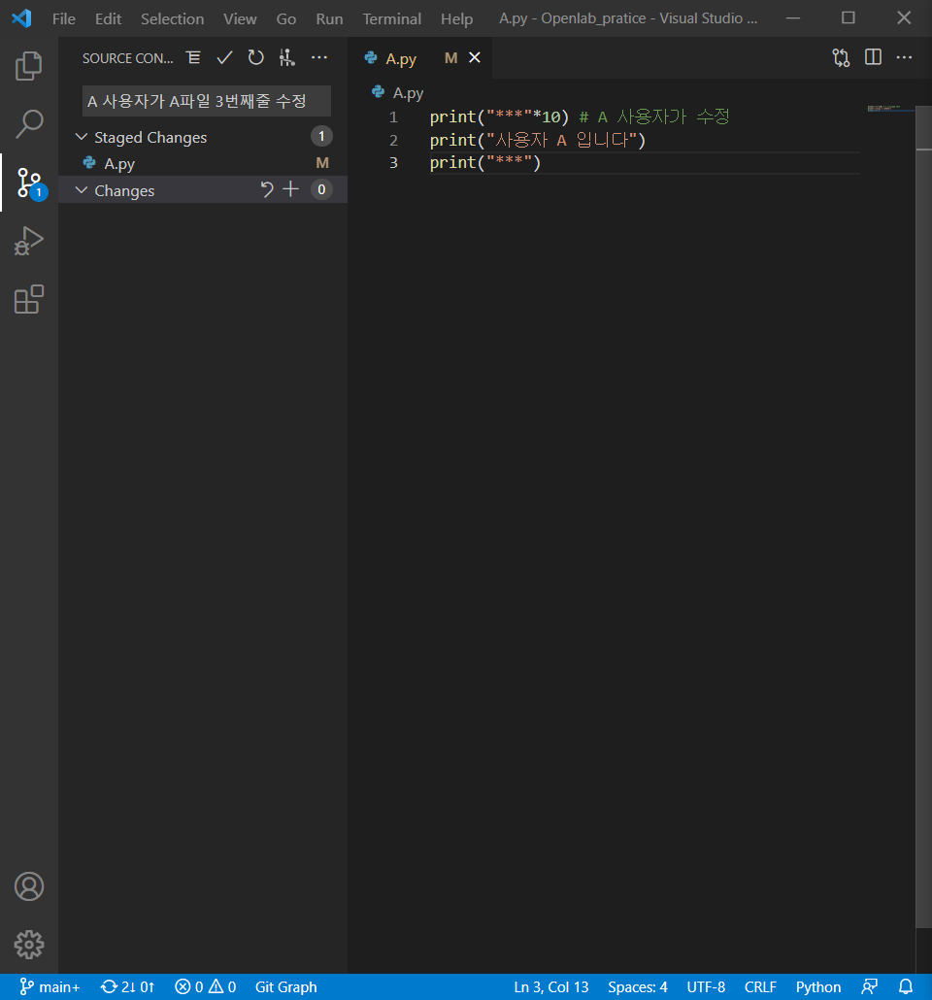 File Edit Selection View Go Run Terminal Help A.py - Openlab_pratice - Visual Studio ...
SOURCE CON...
A 사용자가 A파일 3번째줄 수정
Staged Changes 1
A.py M
Changes 0
1
A.py M
A.py
1 print("***"*10) # A 사용자가 수정
2 print("사용자 A 입니다")
3 print("***")
main+ 2↓ 0↑ 0 0 Git Graph Ln 3, Col 13 Spaces: 4 UTF-8 CRLF Python